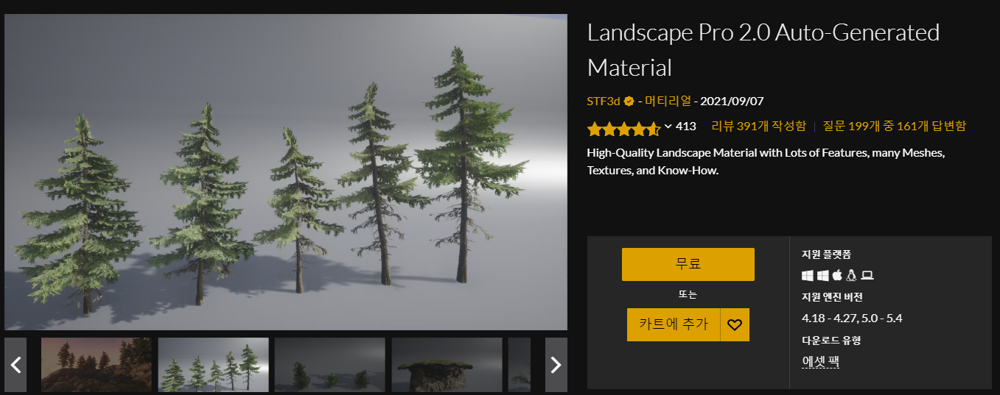 Landscape Pro 2.0 Auto-Generated
Material
STF3d - 머티리얼 - 2021/09/07
413 리뷰 391개 작성함 | 질문 199개 중 161개 답변함
High-Quality Landscape Material with Lots of Features, many Meshes,
Textures, and Know-How.
무료
또는
카트에 추가
지원 플랫폼
지원 엔진 버전
4.18 - 4.27, 5.0 - 5.4
다운로드 유형
에셋 팩